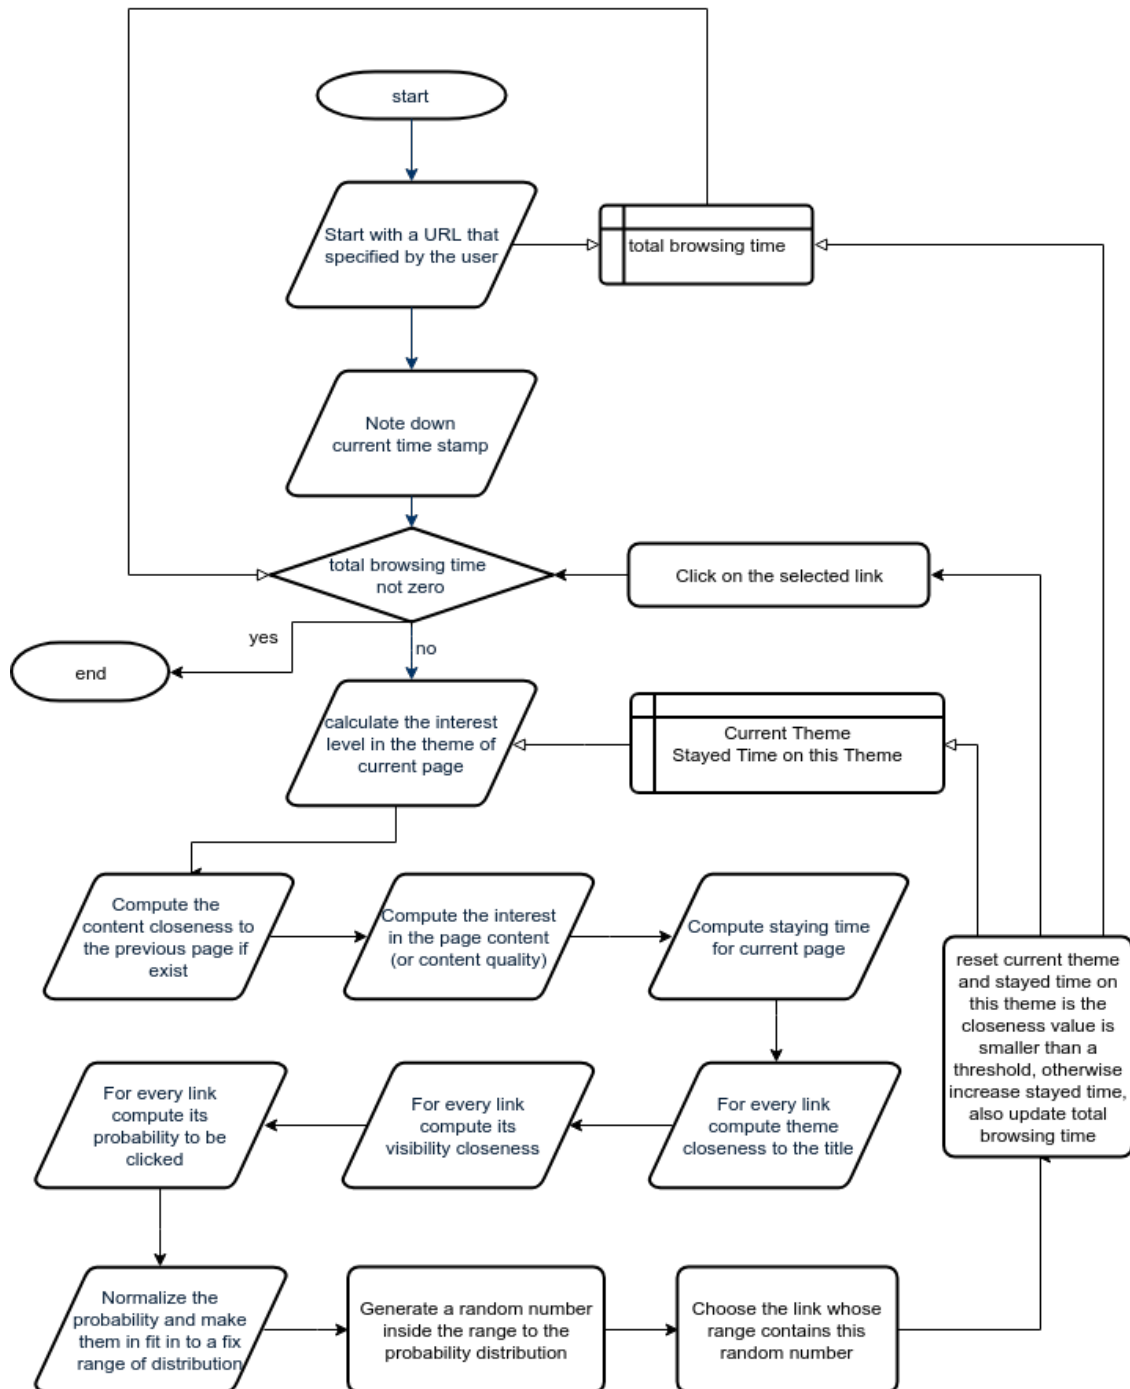 start
Start with a URL that
specified by the user
total browsing time
Note down
current time stamp
total browsing time
not zero
Click on the selected link
yes
no
end
calculate the interest
level in the theme of
current page
Current Theme
Stayed Time on this Theme
Compute the
content closeness to
the previous page if
exist
Compute the interest
in the page content
(or content quality)
Compute staying time
for current page
reset current theme
and stayed time on
this theme is the
closeness value is
smaller than a
threshold, otherwise
increase stayed time,
also update total
browsing time
For every link
compute its
probability to be
clicked
For every link
compute its
visibility closeness
For every link
compute theme
closeness to the title
Normalize the
probability and make
them in fit in to a fix
range of distribution
Generate a random number
inside the range to the
probability distribution
Choose the link whose
range contains this
random number